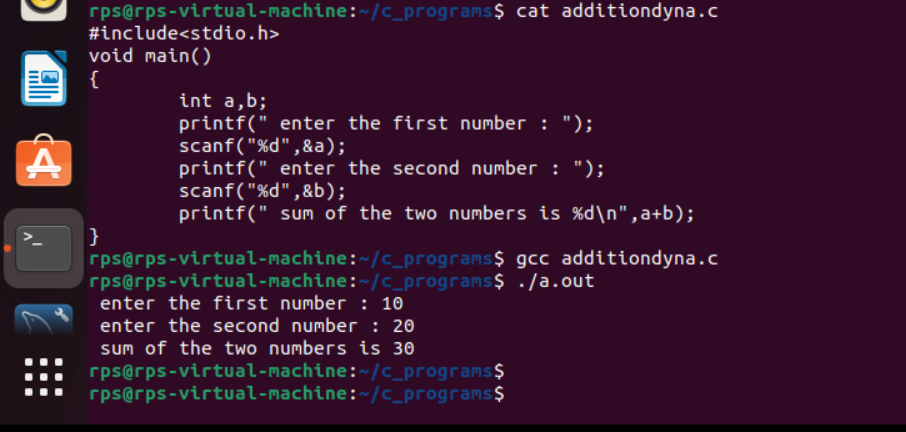 rps@rps-virtual-machine:~/c_programs$ cat additiondyna.c
#include<stdio.h>
void main()
{
        int a,b;
        printf(" enter the first number : ");
        scanf("%d",&a);
        printf(" enter the second number : ");
        scanf("%d",&b);
        printf(" sum of the two numbers is %d\n",a+b);
}
rps@rps-virtual-machine:~/c_programs$ gcc additiondyna.c
rps@rps-virtual-machine:~/c_programs$ ./a.out
 enter the first number : 10
 enter the second number : 20
 sum of the two numbers is 30
rps@rps-virtual-machine:~/c_programs$
rps@rps-virtual-machine:~/c_programs$